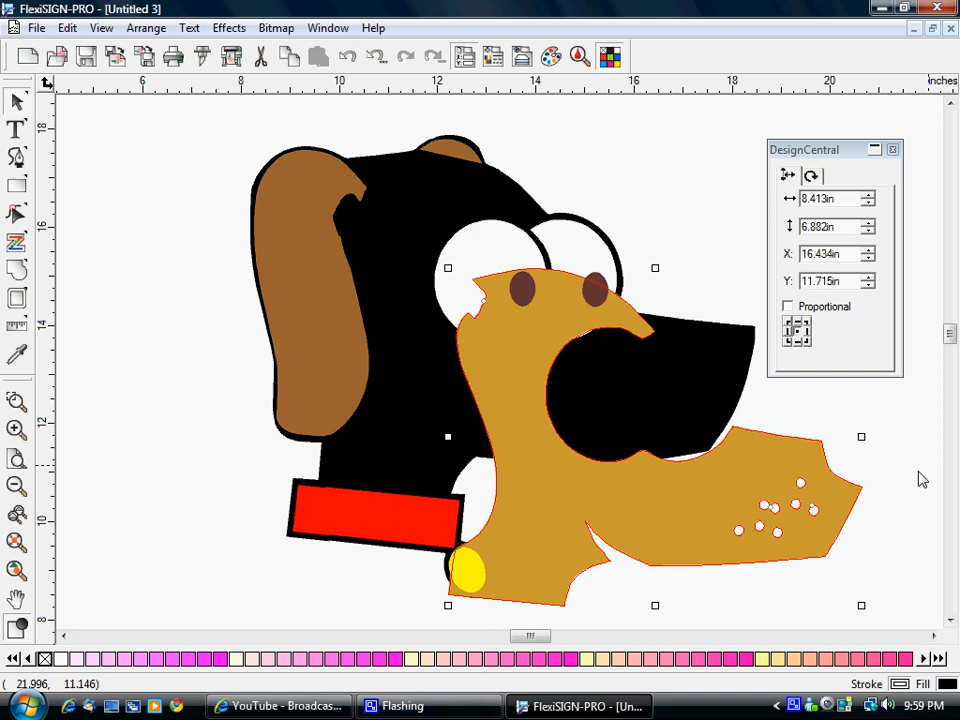 FlexiSIGN-PRO - [Untitled 3]
File Edit View Arrange Text Effects Bitmap Window Help
6 8 10 12 14 16 18 20 inches
18
16
14
12
10
8
DesignCentral
8.413in
6.882in
X: 16.434in
Y: 11.715in
Proportional
( 21.996, 11.146) Stroke Fill
YouTube - Broadcas... Flashing FlexiSIGN-PRO - [Un... 9:59 PM